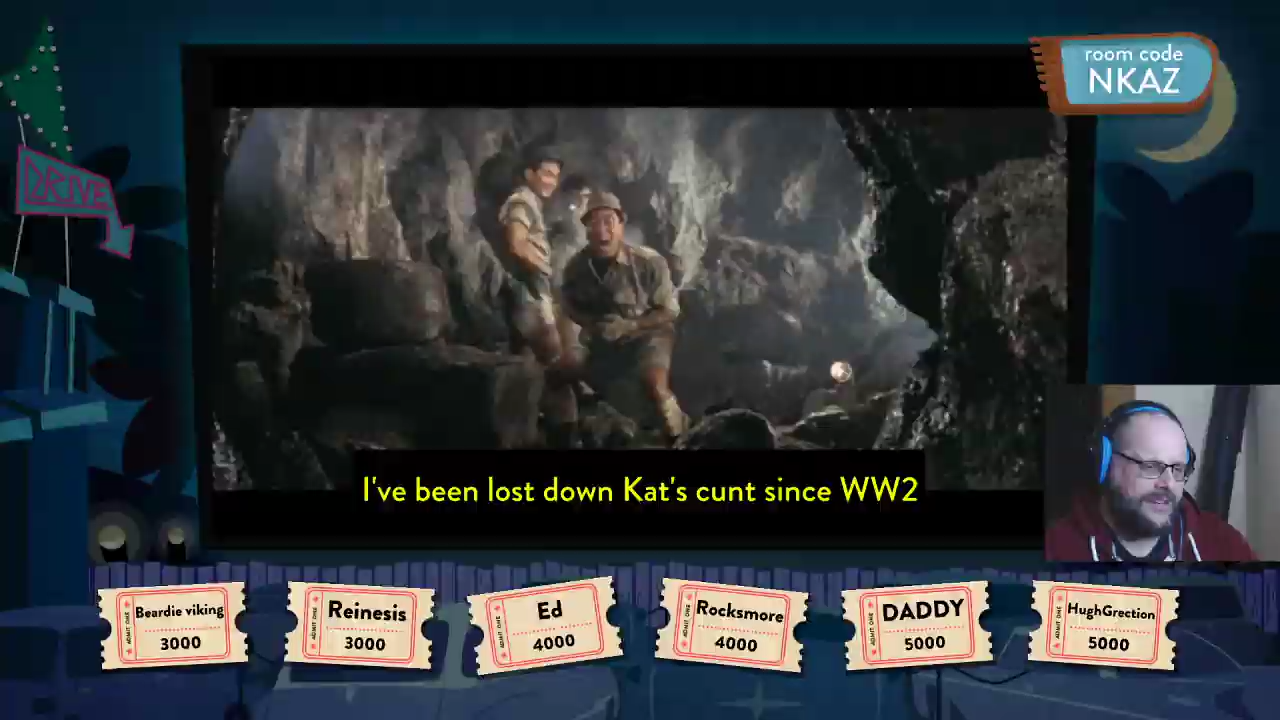 room code
NKAZ
DRIVE
I've been lost down Kat's cunt since WW2
ADMIT ONE
Beardie viking
3000
ADMIT ONE
Reinesis
3000
ADMIT ONE
Ed
4000
ADMIT ONE
Rocksmore
4000
ADMIT ONE
DADDY
5000
ADMIT ONE
HughGrection
5000